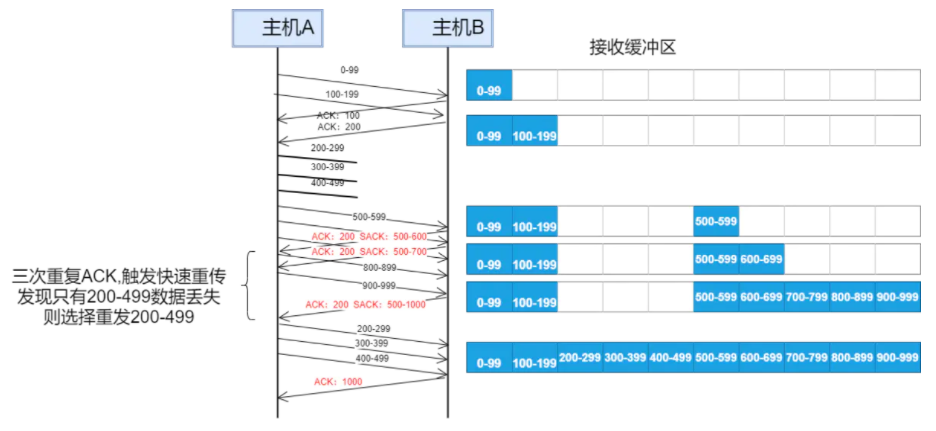 主机A
主机B
接收缓冲区
0-99
100-199
ACK：100
ACK：200
200-299
300-399
400-499
500-599
ACK：200 SACK：500-600
ACK：200 SACK：500-700
800-899
900-999
ACK：200 SACK：500-1000
200-299
300-399
400-499
ACK：1000
三次重复ACK,触发快速重传
发现只有200-499数据丢失
则选择重发200-499
0-99
0-99 100-199
0-99 100-199 500-599
0-99 100-199 500-599 600-699
0-99 100-199 500-599 600-699 700-799 800-899 900-999
0-99 100-199 200-299 300-399 400-499 500-599 600-699 700-799 800-899 900-999